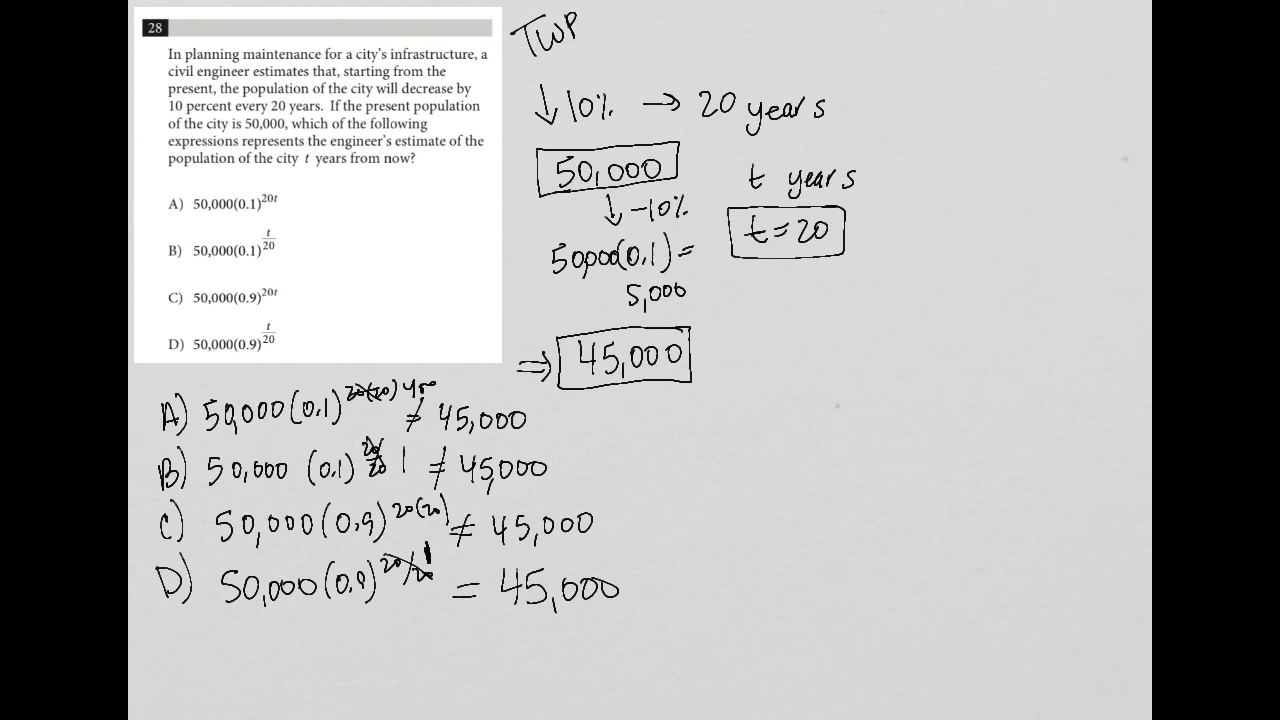 28
In planning maintenance for a city's infrastructure, a
civil engineer estimates that, starting from the
present, the population of the city will decrease by
10 percent every 20 years. If the present population
of the city is 50,000, which of the following
expressions represents the engineer's estimate of the
population of the city t years from now?
A) 50,000(0.1)^20t
B) 50,000(0.1)^t/20
C) 50,000(0.9)^20t
D) 50,000(0.9)^t/20
TWP
↓ 10% → 20 years
50,000
t years
↓ -10%
t = 20
50,000(0.1) =
5,000
⇒ 45,000
A) 50,000(0.1)^20(20) 400 ≠ 45,000
B) 50,000 (0.1)^20/20 1 ≠ 45,000
C) 50,000(0.9)^20(20) ≠ 45,000
D) 50,000(0.9)^20/20 1 = 45,000